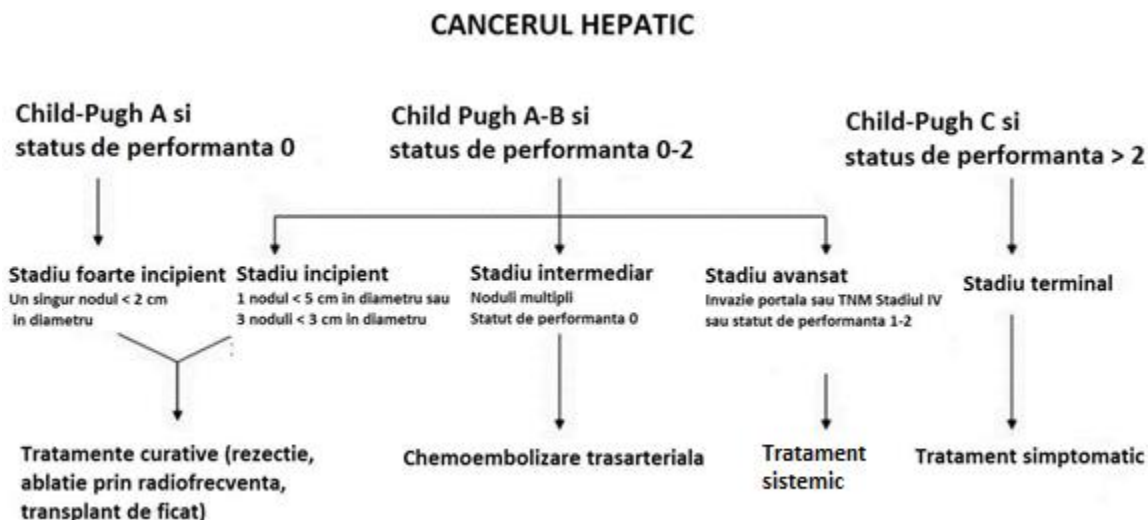 CANCERUL HEPATIC
Child-Pugh A si
status de performanta 0
Child Pugh A-B si
status de performanta 0-2
Child-Pugh C si
status de performanta > 2
Stadiu foarte incipient
Un singur nodul < 2 cm
in diametru
Stadiu incipient
1 nodul < 5 cm in diametru sau
3 noduli < 3 cm in diametru
Stadiu intermediar
Noduli multipli
Statut de performanta 0
Stadiu avansat
Invazie portala sau TNM Stadiul IV
sau statut de performanta 1-2
Stadiu terminal
Tratamente curative (rezectie,
ablatie prin radiofrecventa,
transplant de ficat)
Chemoembolizare trasarteriala
Tratament
sistemic
Tratament simptomatic